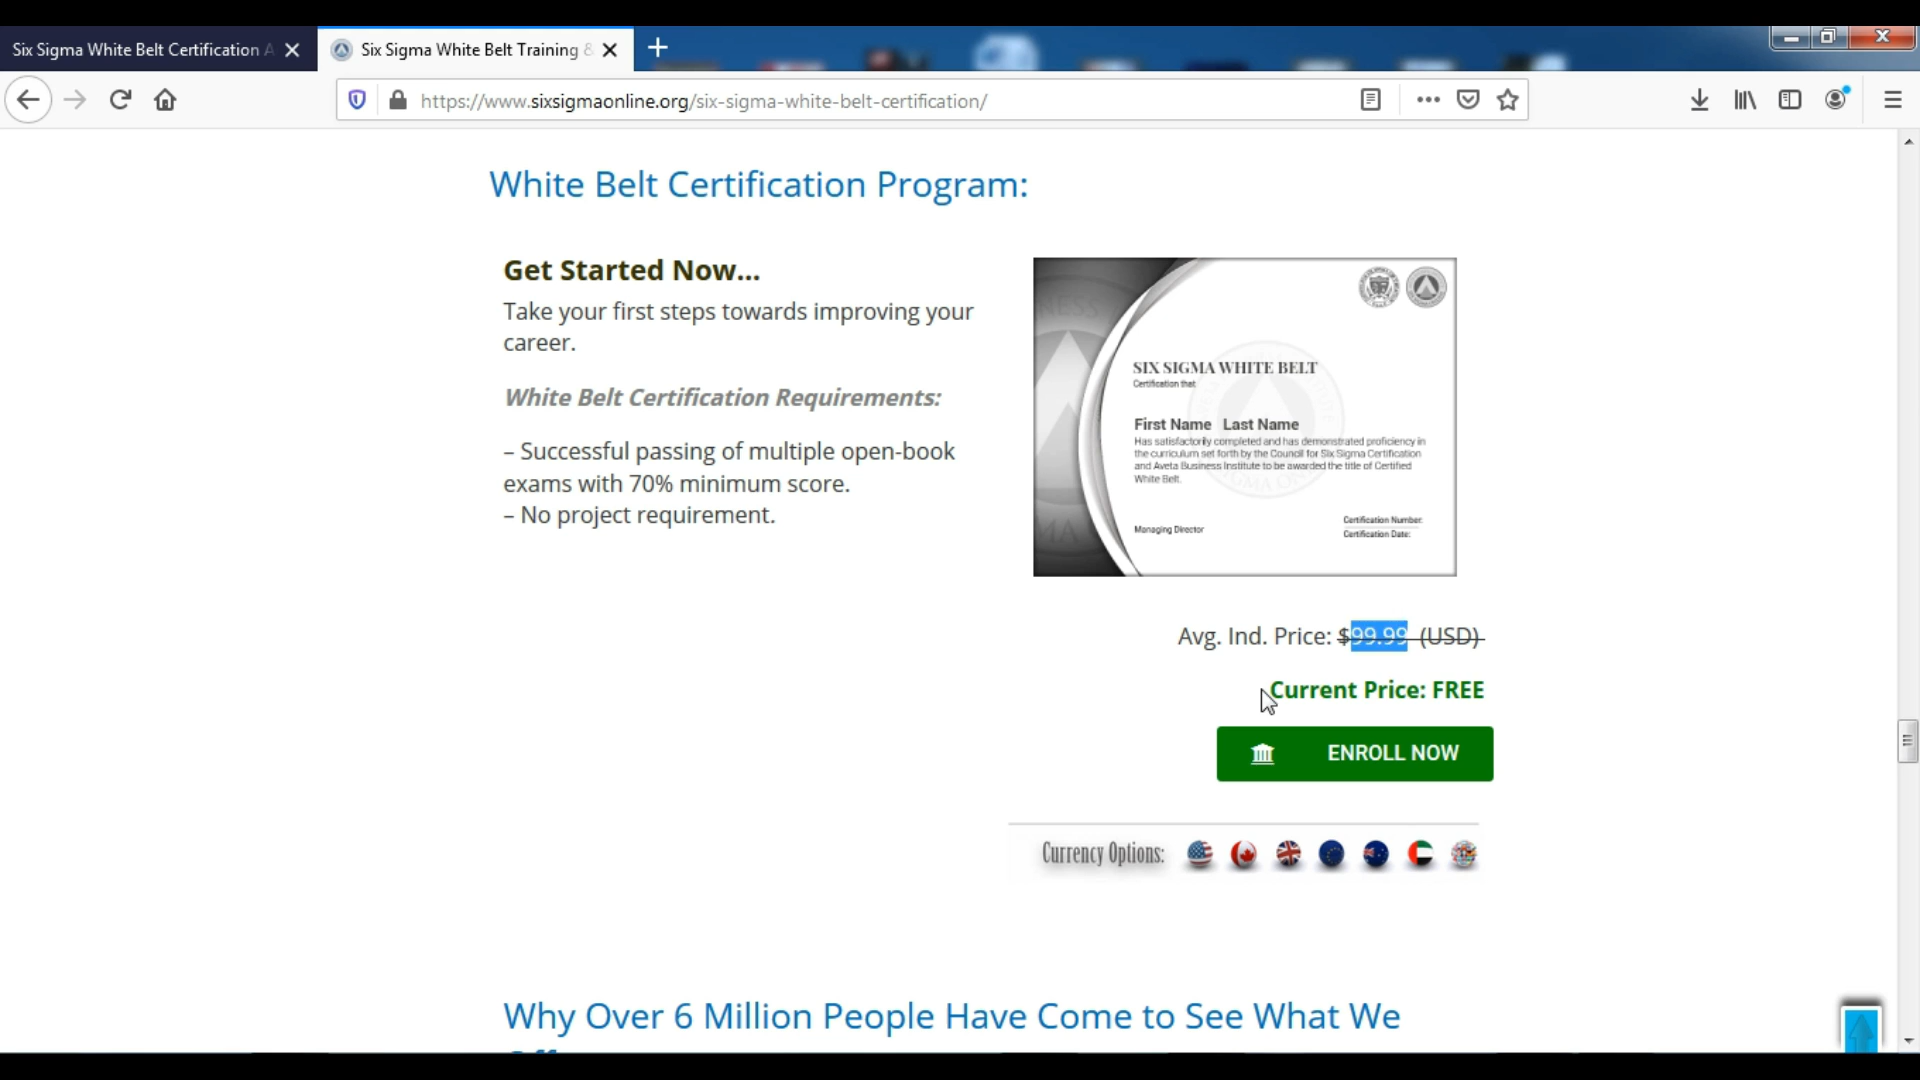 Six Sigma White Belt Certification A
Six Sigma White Belt Training &
https://www.sixsigmaonline.org/six-sigma-white-belt-certification/
White Belt Certification Program:
Get Started Now...
Take your first steps towards improving your
career.
White Belt Certification Requirements:
– Successful passing of multiple open-book
exams with 70% minimum score.
– No project requirement.
SIX SIGMA WHITE BELT
Certification that
First Name Last Name
Has satisfactorily completed and has demonstrated proficiency in
the curriculum set forth by the Council for Six Sigma Certification
and Aveta Business Institute to be awarded the title of Certified
White Belt.
Managing Director
Certification Number:
Certification Date:
Avg. Ind. Price: $99.99 (USD)
Current Price: FREE
ENROLL NOW
Currency Options:
Why Over 6 Million People Have Come to See What We